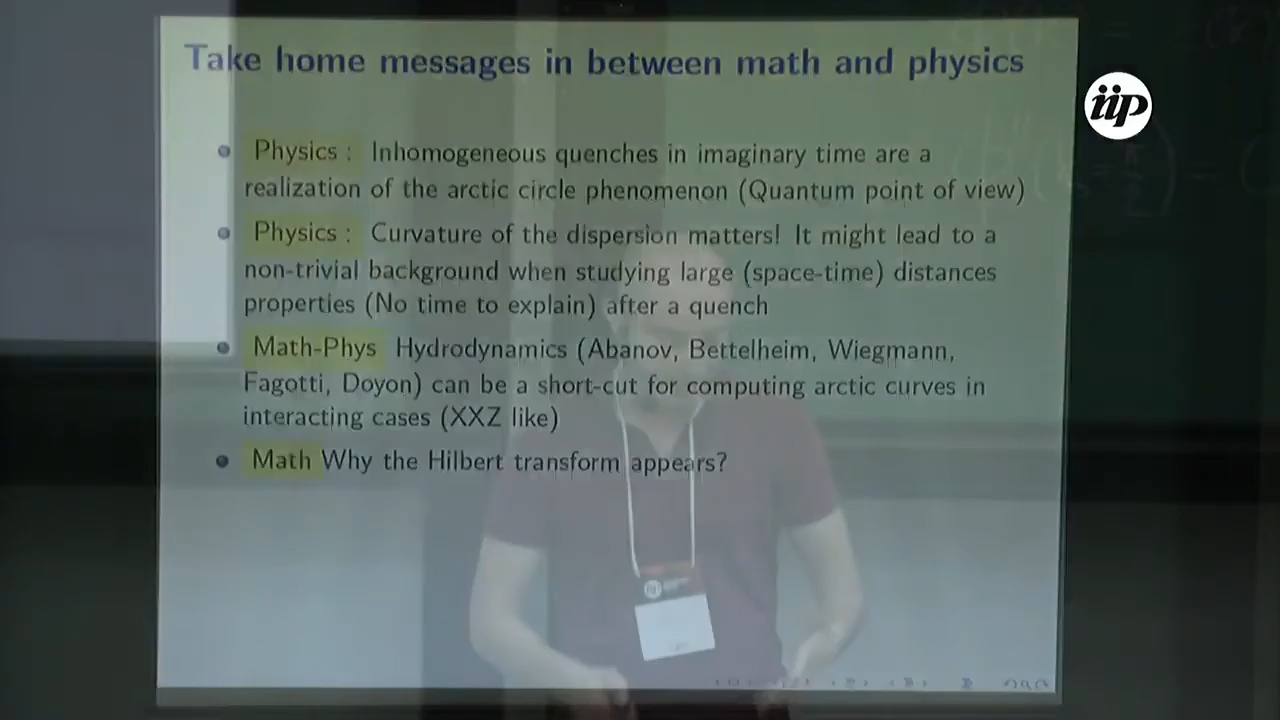 Take home messages in between math and physics
iip
Physics : Inhomogeneous quenches in imaginary time are a
realization of the arctic circle phenomenon (Quantum point of view)
Physics : Curvature of the dispersion matters! It might lead to a
non-trivial background when studying large (space-time) distances
properties (No time to explain) after a quench
Math-Phys Hydrodynamics (Abanov, Bettelheim, Wiegmann,
Fagotti, Doyon) can be a short-cut for computing arctic curves in
interacting cases (XXZ like)
Math Why the Hilbert transform appears?